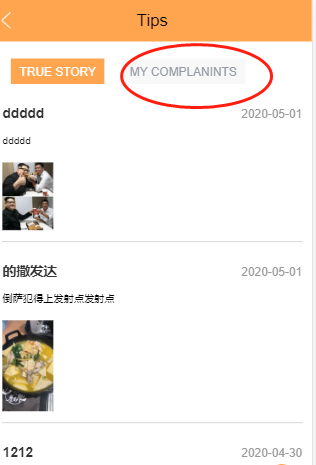 Tips
TRUE STORY
MY COMPLANINTS
ddddd 2020-05-01
ddddd
的撒发达 2020-05-01
倒萨犯得上发射点发射点
1212 2020-04-30